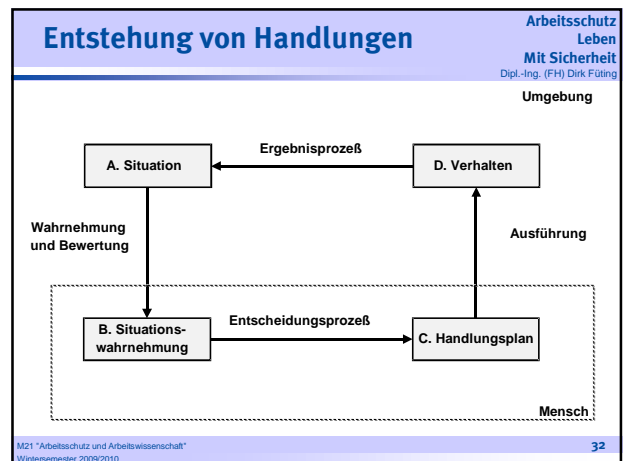 Entstehung von Handlungen
Arbeitsschutz
Leben
Mit Sicherheit
Dipl.-Ing. (FH) Dirk Füting
Umgebung
Ergebnisprozeß
A. Situation
D. Verhalten
Wahrnehmung
und Bewertung
Ausführung
B. Situations-
wahrnehmung
Entscheidungsprozeß
C. Handlungsplan
Mensch
M21 "Arbeitsschutz und Arbeitswissenschaft"
32
Wintersemester 2009/2010